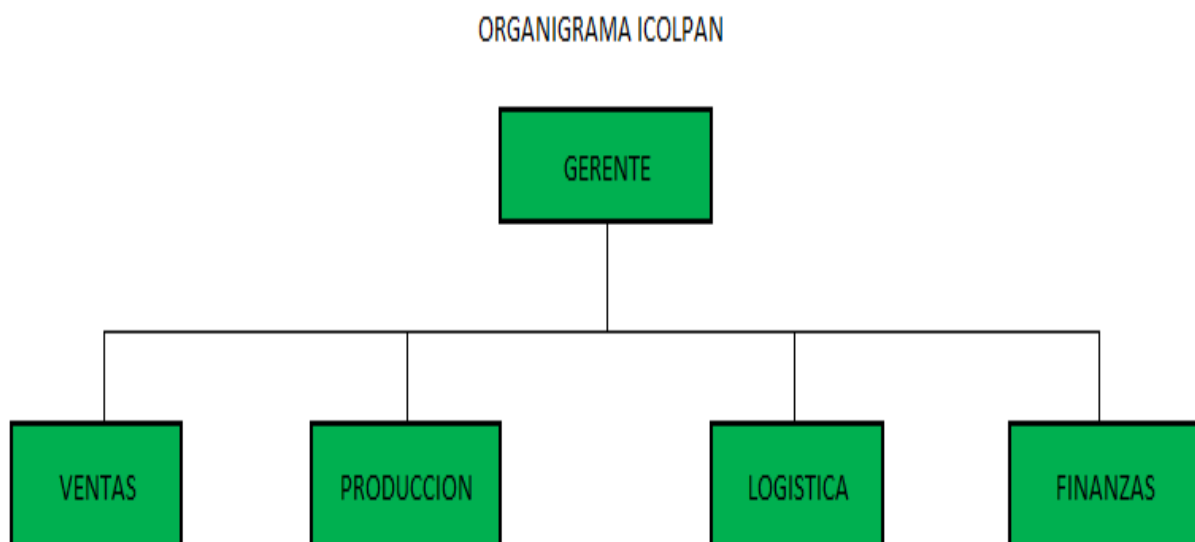 ORGANIGRAMA ICOLPAN
GERENTE
VENTAS
PRODUCCION
LOGISTICA
FINANZAS